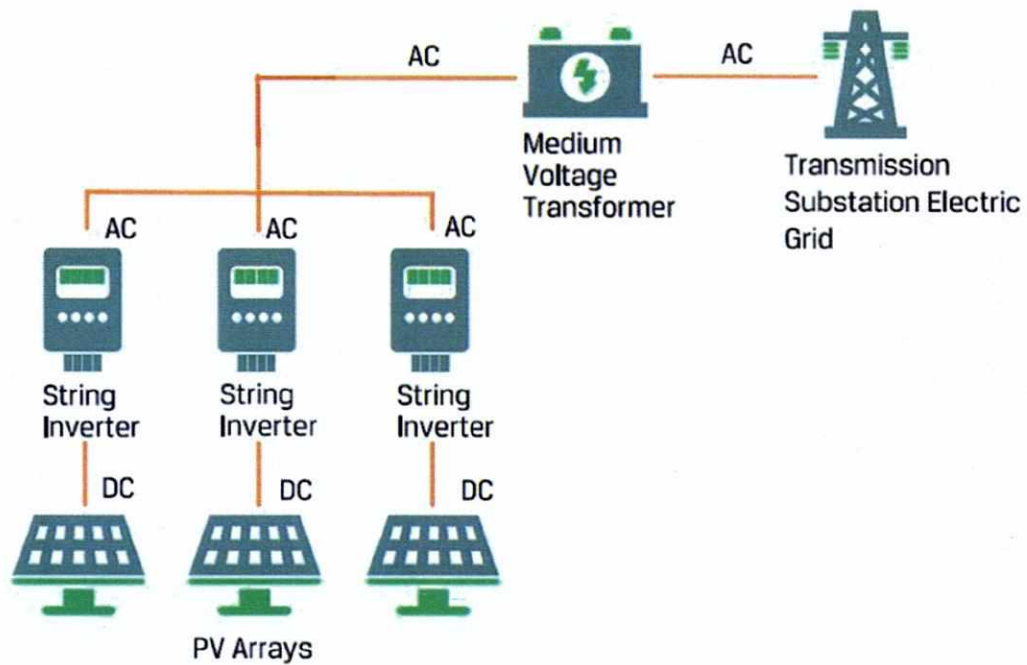 AC
AC
Medium
Voltage
Transformer
Transmission
Substation Electric
Grid
AC
AC
AC
String
Inverter
String
Inverter
String
Inverter
DC
DC
DC
PV Arrays